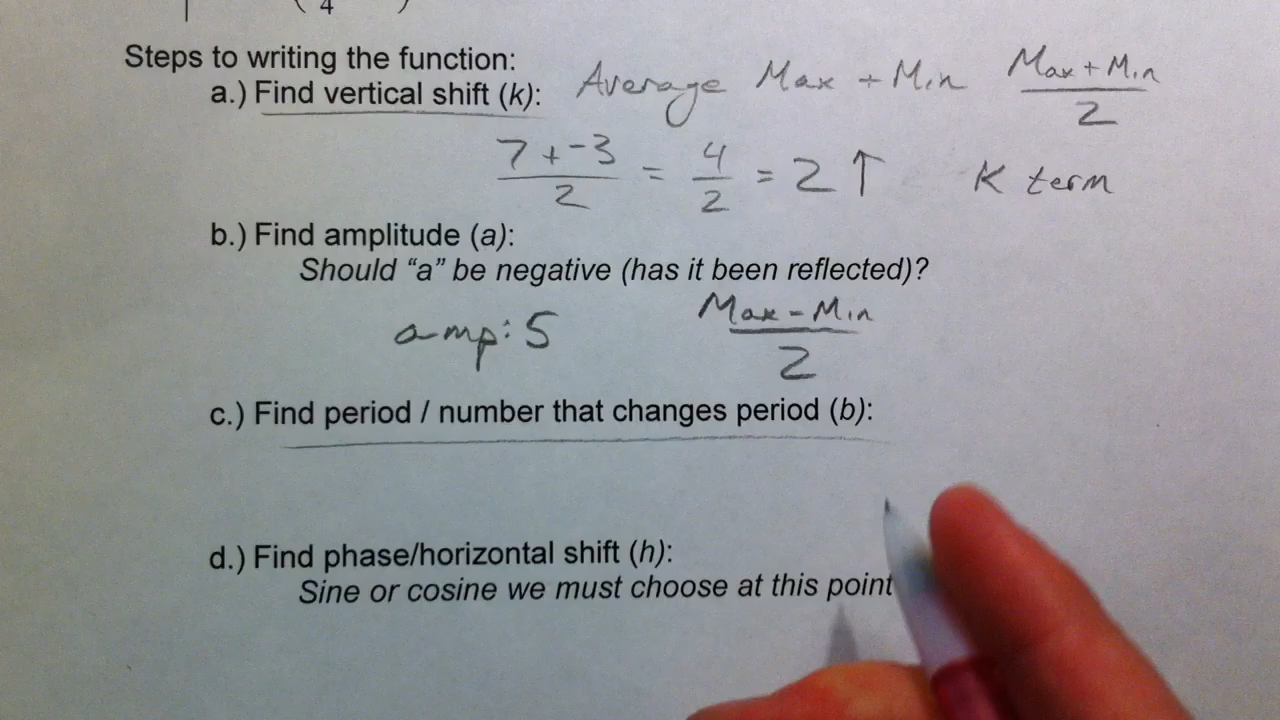 ( 4 )
Steps to writing the function:
a.) Find vertical shift (k): Average Max + Min Max + Min / 2
7 + -3 / 2 = 4 / 2 = 2 ↑ K term
b.) Find amplitude (a):
Should “a” be negative (has it been reflected)?
amp: 5 Max - Min / 2
c.) Find period / number that changes period (b):
d.) Find phase/horizontal shift (h):
Sine or cosine we must choose at this point